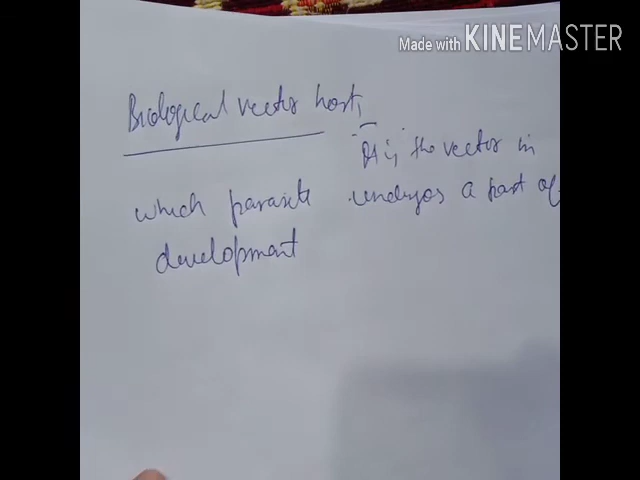 Made with KINEMASTER
Biological vector host,
It is the vector in
which parasite undergoes a part of
development